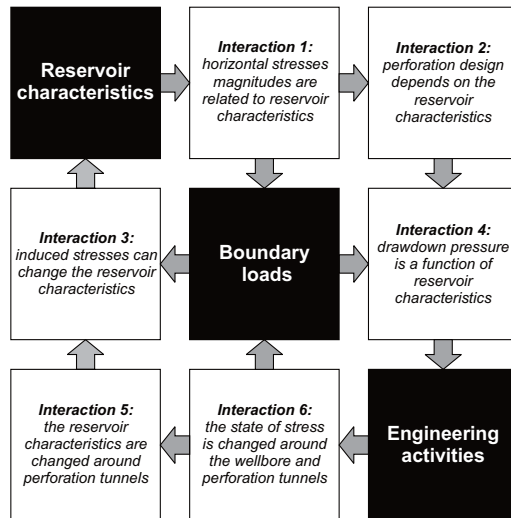 Reservoir
characteristics
Interaction 1:
horizontal stresses
magnitudes are
related to reservoir
characteristics
Interaction 2:
perforation design
depends on the
reservoir
characteristics
Interaction 3:
induced stresses can
change the reservoir
characteristics
Boundary
loads
Interaction 4:
drawdown pressure
is a function of
reservoir
characteristics
Interaction 5:
the reservoir
characteristics are
changed around
perforation tunnels
Interaction 6:
the state of stress
is changed around
the wellbore and
perforation tunnels
Engineering
activities